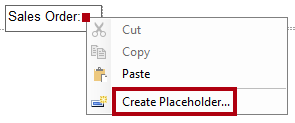 Sales Order:
Cut
Copy
Paste
Create Placeholder...